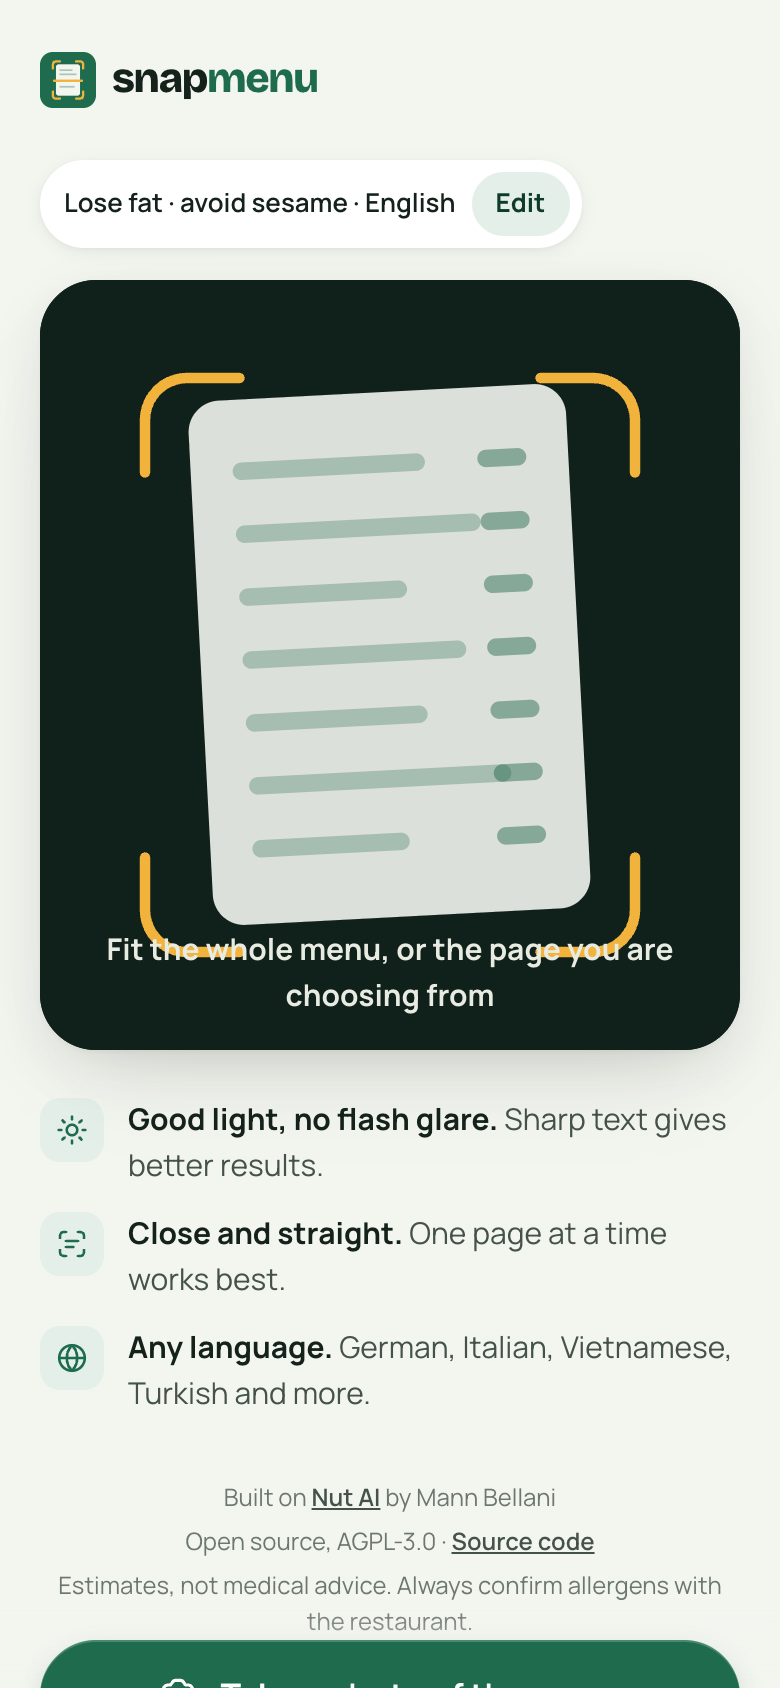 snapmenu
Lose fat · avoid sesame · English
Edit
Fit the whole menu, or the page you are
choosing from
Good light, no flash glare. Sharp text gives
better results.
Close and straight. One page at a time
works best.
Any language. German, Italian, Vietnamese,
Turkish and more.
Built on Nut AI by Mann Bellani
Open source, AGPL-3.0 · Source code
Estimates, not medical advice. Always confirm allergens with
the restaurant.